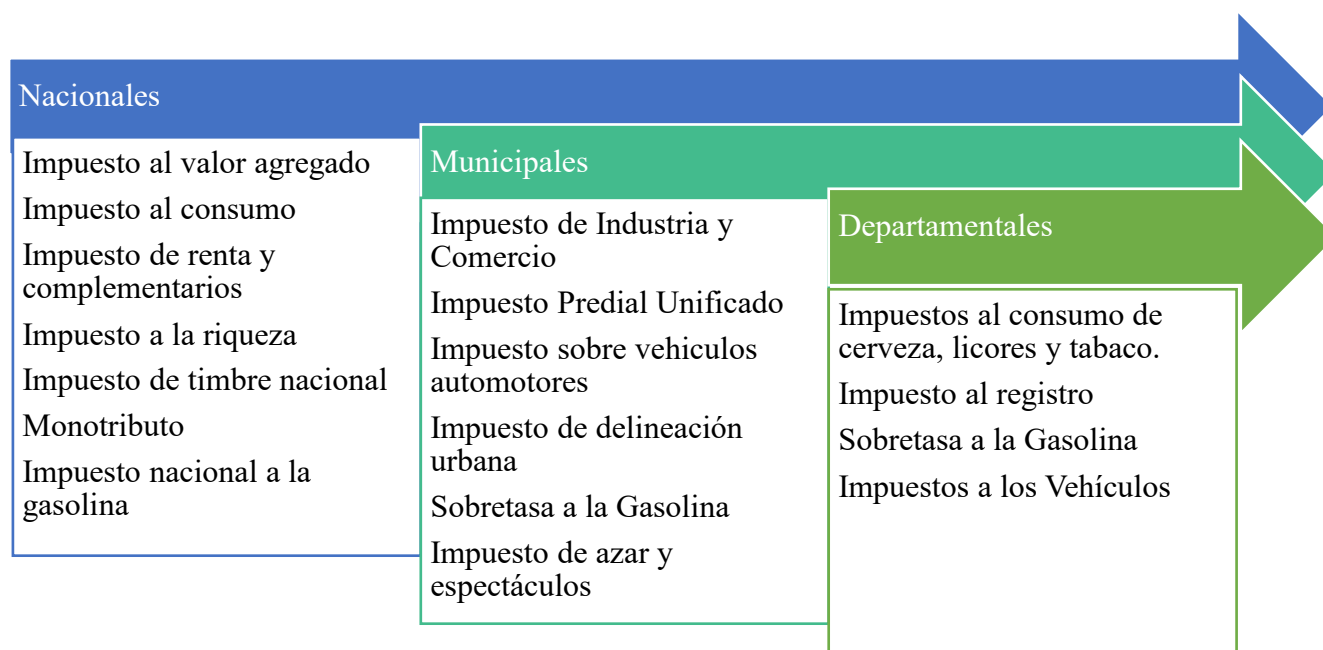 Nacionales
Impuesto al valor agregado
Impuesto al consumo
Impuesto de renta y
complementarios
Impuesto a la riqueza
Impuesto de timbre nacional
Monotributo
Impuesto nacional a la
gasolina
Municipales
Impuesto de Industria y
Comercio
Impuesto Predial Unificado
Impuesto sobre vehiculos
automotores
Impuesto de delineación
urbana
Sobretasa a la Gasolina
Impuesto de azar y
espectáculos
Departamentales
Impuestos al consumo de
cerveza, licores y tabaco.
Impuesto al registro
Sobretasa a la Gasolina
Impuestos a los Vehículos